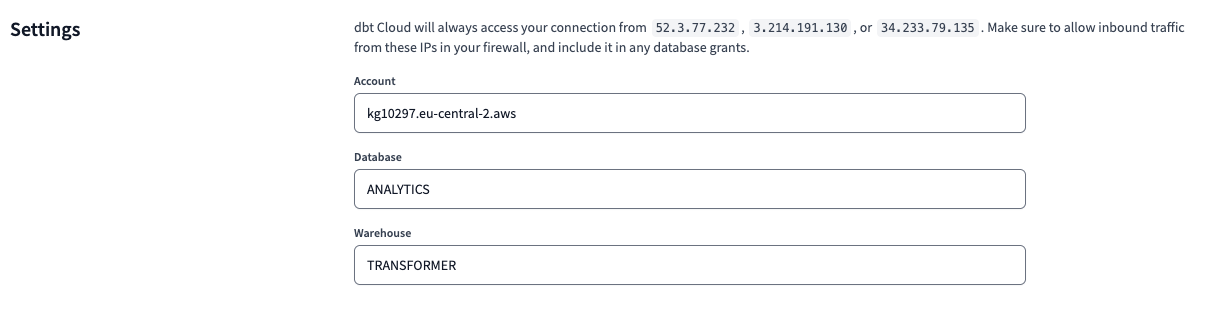 Settings
dbt Cloud will always access your connection from 52.3.77.232 , 3.214.191.130 , or 34.233.79.135 . Make sure to allow inbound traffic
from these IPs in your firewall, and include it in any database grants.
Account
kg10297.eu-central-2.aws
Database
ANALYTICS
Warehouse
TRANSFORMER